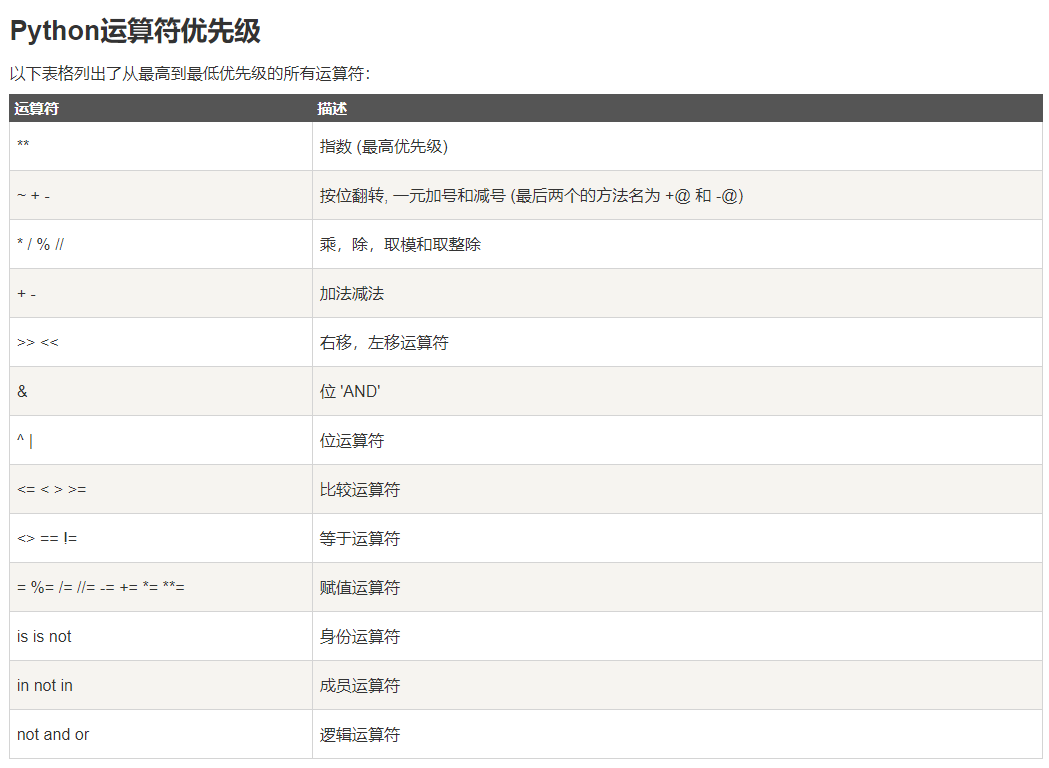 Python运算符优先级
以下表格列出了从最高到最低优先级的所有运算符：
运算符 描述
** 指数 (最高优先级)
~ + - 按位翻转, 一元加号和减号 (最后两个的方法名为 +@ 和 -@)
* / % // 乘，除，取模和取整除
+ - 加法减法
>> << 右移，左移运算符
& 位 'AND'
^ | 位运算符
<= < > >= 比较运算符
<> == != 等于运算符
= %= /= //= -= += *= **= 赋值运算符
is is not 身份运算符
in not in 成员运算符
not and or 逻辑运算符